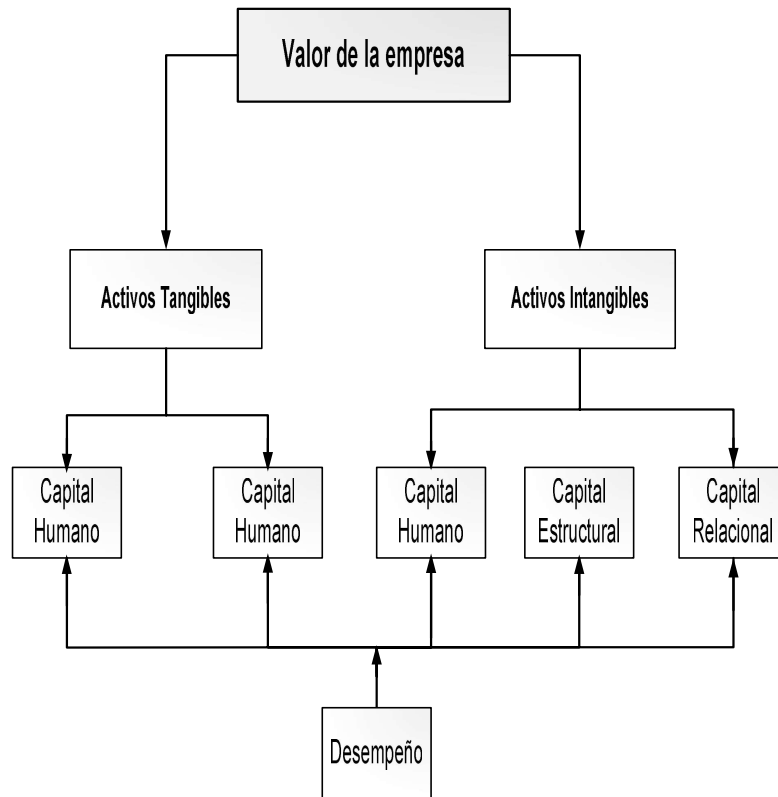 Valor de la empresa
Activos Tangibles
Activos Intangibles
Capital
Humano
Capital
Humano
Capital
Humano
Capital
Estructural
Capital
Relacional
Desempeño